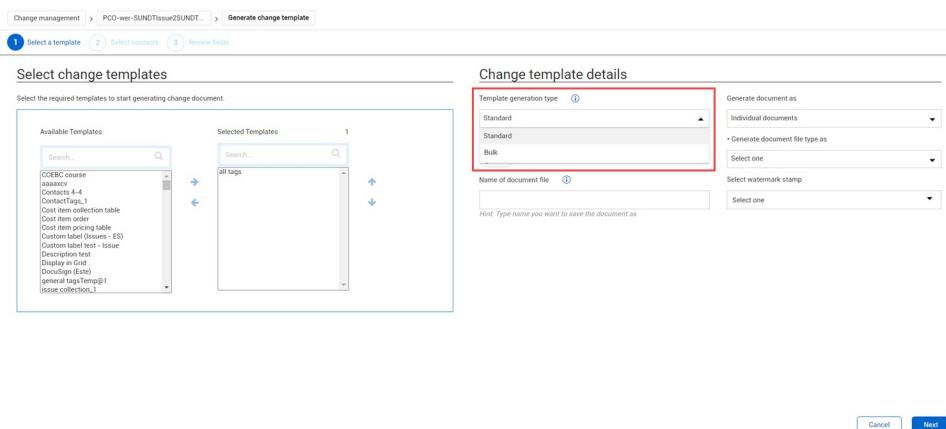 Change management > PCO-wer-SUNDTIssue2SUNDT... > Generate change template
1 Select a template 2 Select contacts 3 Review fields
Select change templates
Select the required templates to start generating change document.
Available Templates
Search...
COEBC course
aaaaxcv
Contacts 4-4
ContactTags_1
Cost item collection table
Cost item order
Cost item pricing table
Custom label (Issues - ES)
Custom label test - Issue
Description test
Display in Grid
DocuSign (Este)
general tagsTemp@1
issue collection_1
Selected Templates 1
Search...
all tags
Change template details
Template generation type
Standard
Standard
Bulk
Name of document file
Hint: Type name you want to save the document as
Generate document as
Individual documents
• Generate document file type as
Select one
Select watermark stamp
Select one
Cancel Next